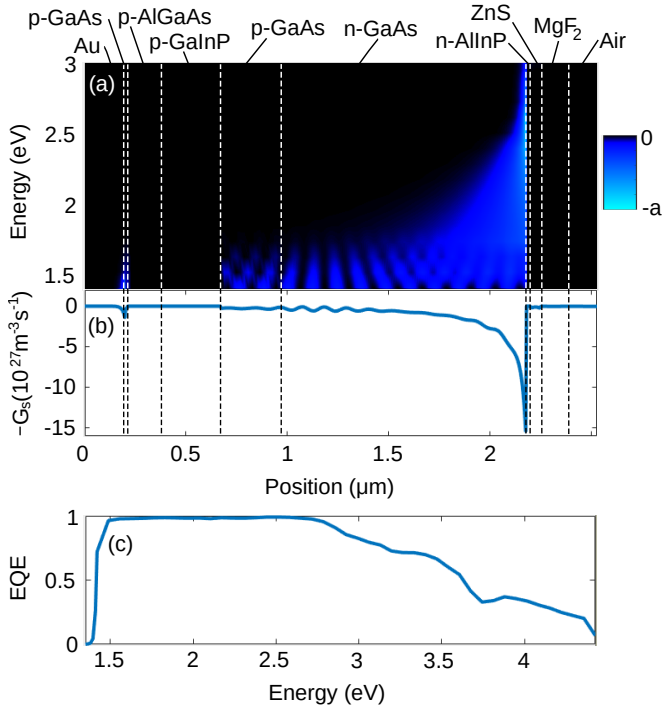 p-GaAs
p-AlGaAs
ZnS
MgF2
Au
p-GaInP
p-GaAs
n-GaAs
n-AlInP
Air
3
(a)
2.5
2
1.5
Energy (eV)
0
-a
0
-5
-10
-15
−Gs(10^27m^-3s^-1)
(b)
0
0.5
1
1.5
2
Position (μm)
1
0.5
0
EQE
(c)
1.5
2
2.5
3
3.5
4
Energy (eV)